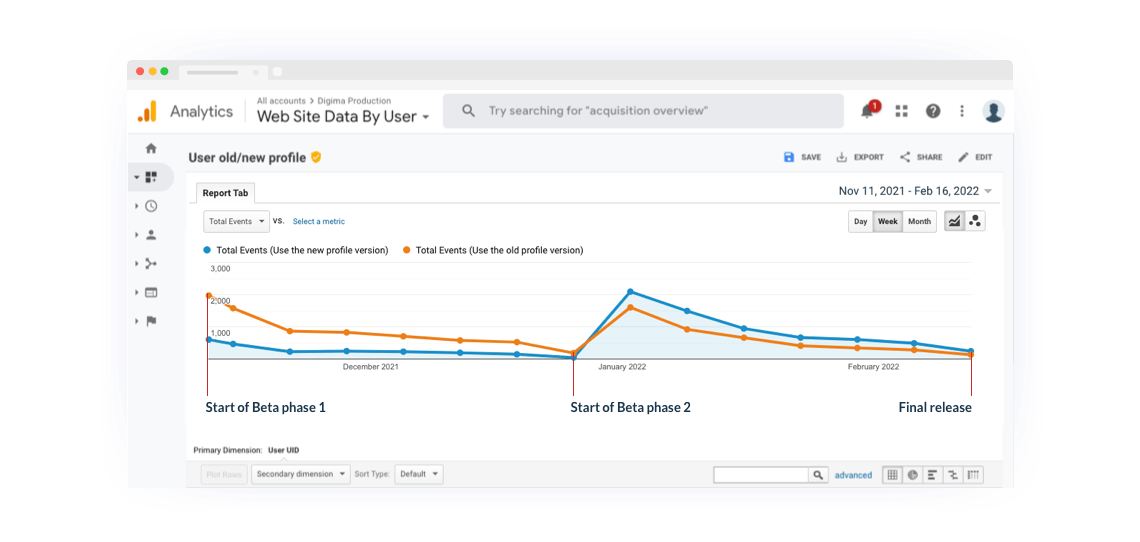 All accounts > Digima Production
Analytics
Web Site Data By User
Try searching for "acquisition overview"
1
User old/new profile
SAVE
EXPORT
SHARE
EDIT
Report Tab
Nov 11, 2021 - Feb 16, 2022
Total Events
VS.
Select a metric
Day
Week
Month
Total Events (Use the new profile version)
Total Events (Use the old profile version)
3,000
2,000
1,000
December 2021
January 2022
February 2022
Start of Beta phase 1
Start of Beta phase 2
Final release
Primary Dimension: User UID
Plot Rows
Secondary dimension
Sort Type:
Default
advanced